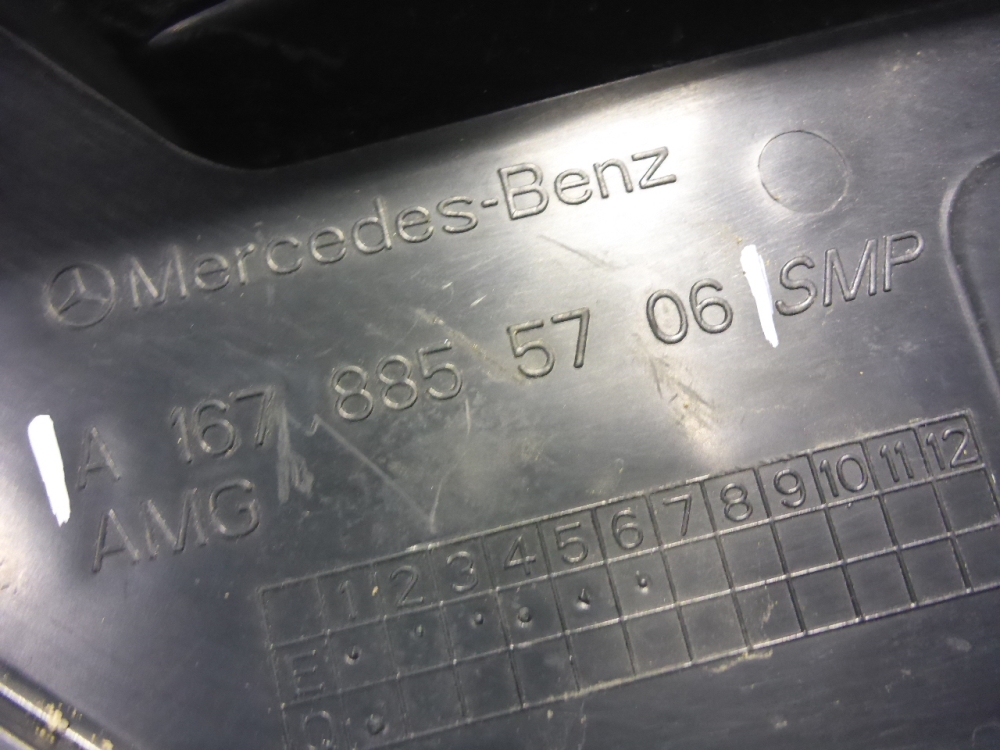 Mercedes-Benz
A 167 885 57 06 SMP
AMG
1 2 3 4 5 6 7 8 9 10 11 12
E